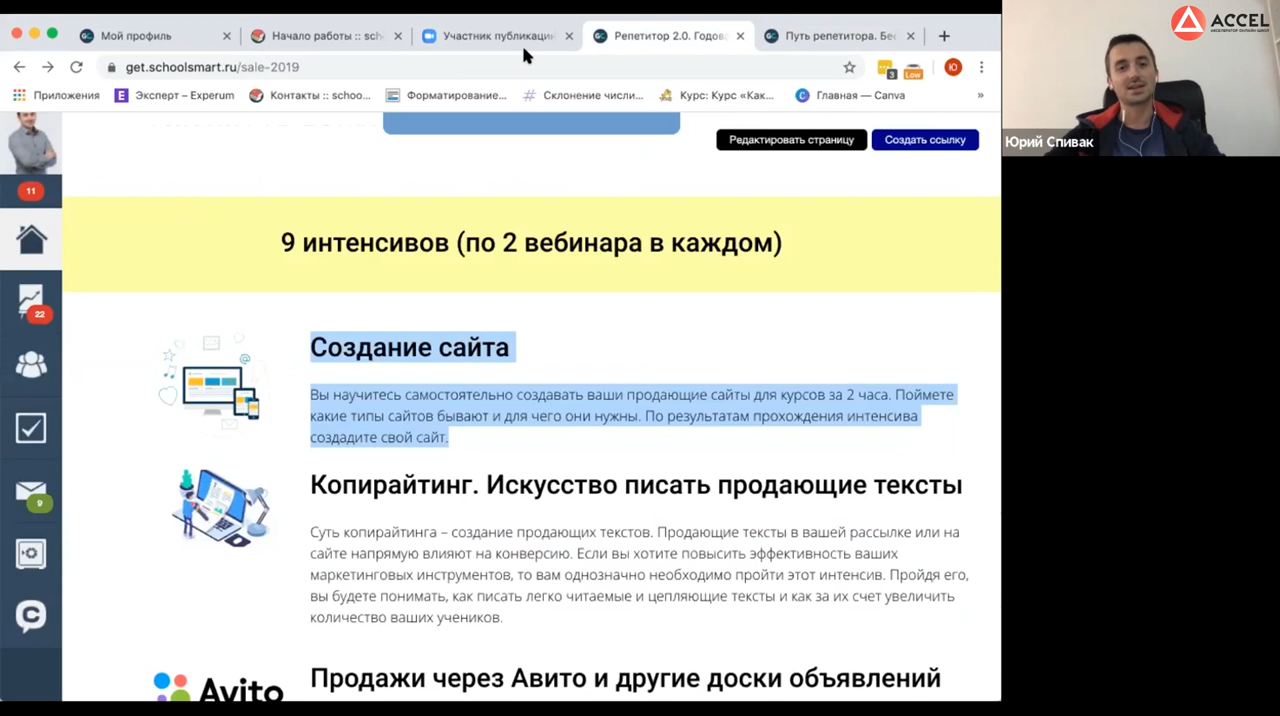 Мой профиль
Начало работы :: sch
Участник публикаци
Репетитор 2.0. Годов
Путь репетитора. Бе
get.schoolsmart.ru/sale-2019
3
Low
Ю
Приложения
Эксперт – Experum
Контакты :: schoo...
Форматирование...
Склонение числи...
Курс: Курс «Как...
Главная — Canva
»
ACCEL
АКСЕЛЕРАТОР ОНЛАЙН-ШКОЛ
Юрий Спивак
Редактировать страницу
Создать ссылку
11
22
9
9 интенсивов (по 2 вебинара в каждом)
Создание сайта
Вы научитесь самостоятельно создавать ваши продающие сайты для курсов за 2 часа. Поймете
какие типы сайтов бывают и для чего они нужны. По результатам прохождения интенсива
создадите свой сайт.
Копирайтинг. Искусство писать продающие тексты
Суть копирайтинга – создание продающих текстов. Продающие тексты в вашей рассылке или на
сайте напрямую влияют на конверсию. Если вы хотите повысить эффективность ваших
маркетинговых инструментов, то вам однозначно необходимо пройти этот интенсив. Пройдя его,
вы будете понимать, как писать легко читаемые и цепляющие тексты и как за их счет увеличить
количество ваших учеников.
Avito
Продажи через Авито и другие доски объявлений